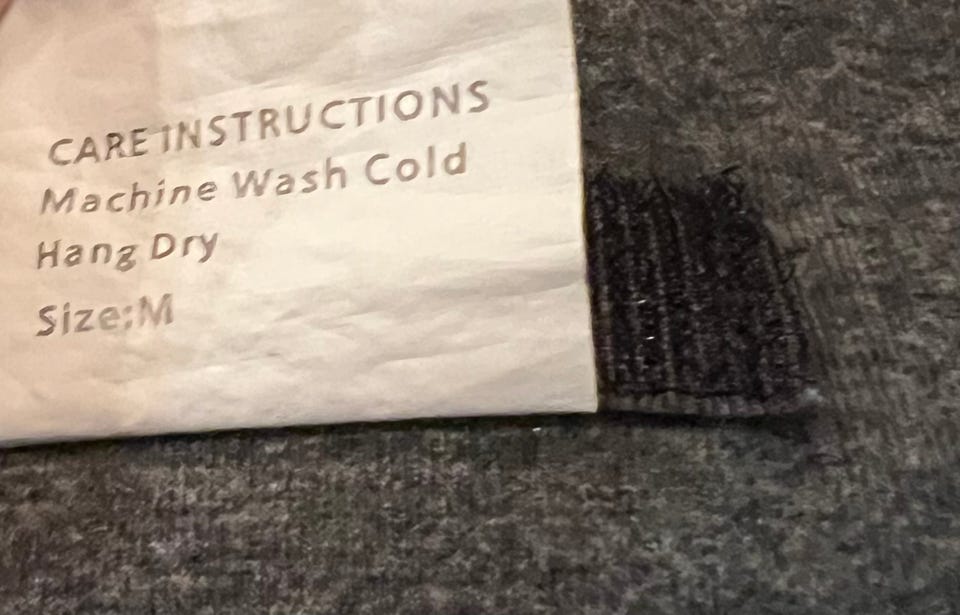 CARE INSTRUCTIONS
Machine Wash Cold
Hang Dry
Size:M